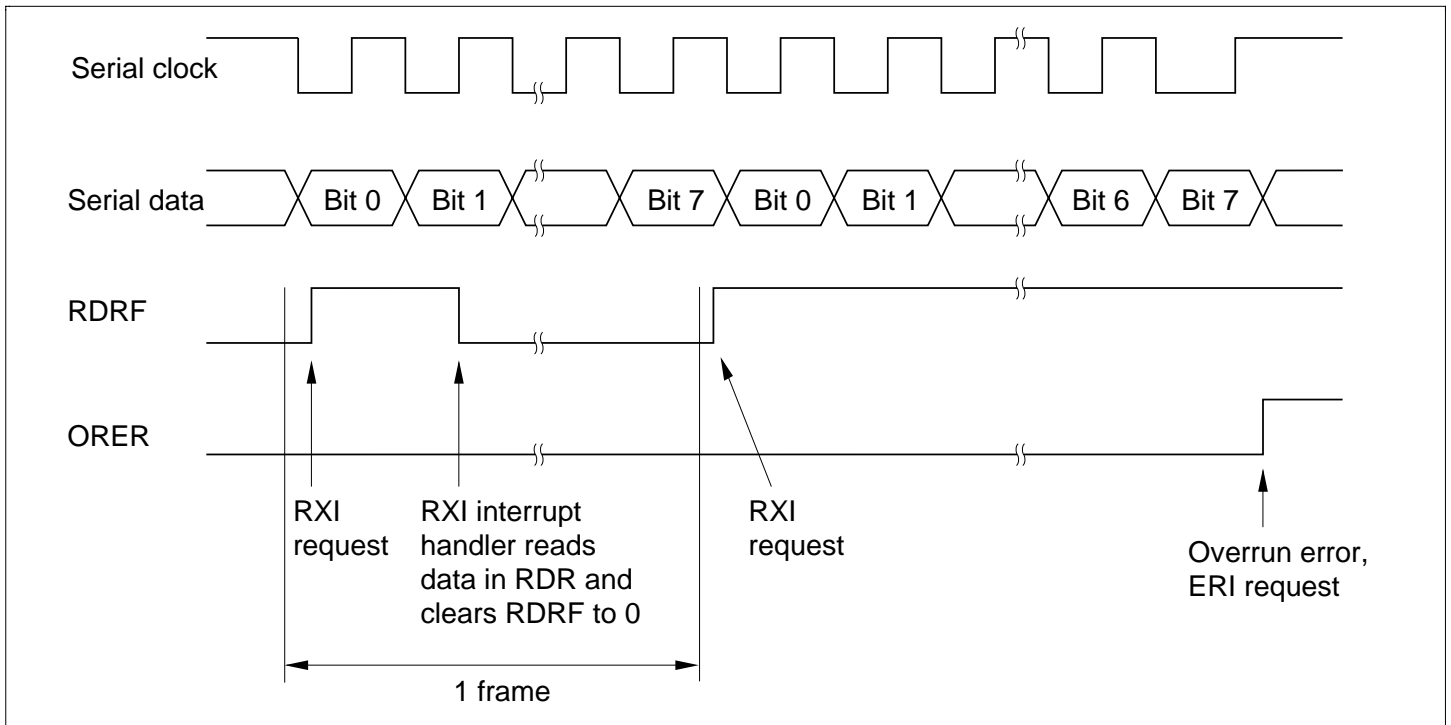 Serial clock
Serial data
Bit 0
Bit 1
Bit 7
Bit 0
Bit 1
Bit 6
Bit 7
RDRF
ORER
RXI
request
RXI interrupt
handler reads
data in RDR and
clears RDRF to 0
RXI
request
Overrun error,
ERI request
1 frame